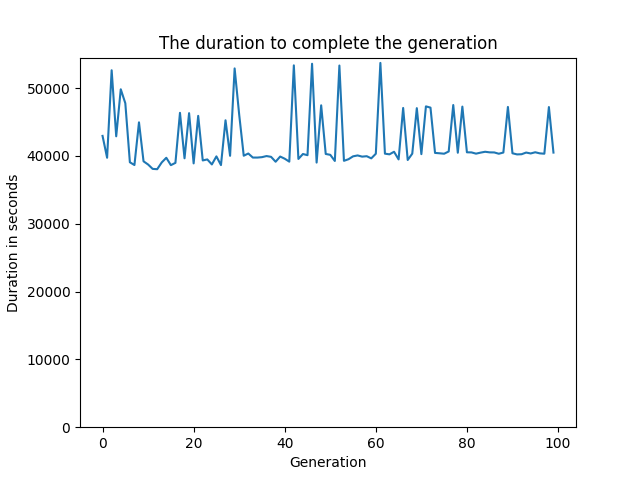 The duration to complete the generation
50000
40000
30000
20000
10000
0
Duration in seconds
0 20 40 60 80 100
Generation